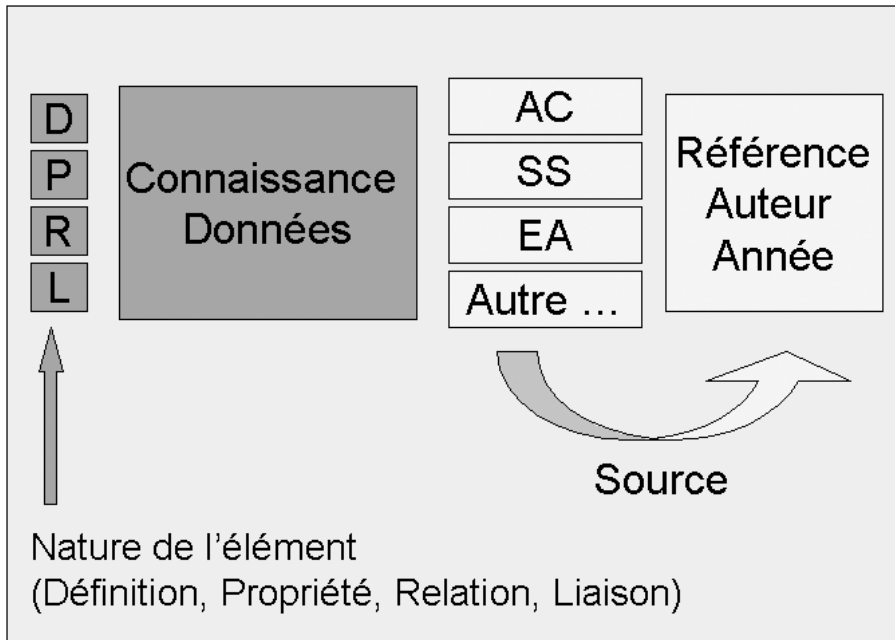 D
P
R
L
Connaissance
Données
AC
SS
EA
Autre ...
Référence
Auteur
Année
Source
Nature de l'élément
(Définition, Propriété, Relation, Liaison)